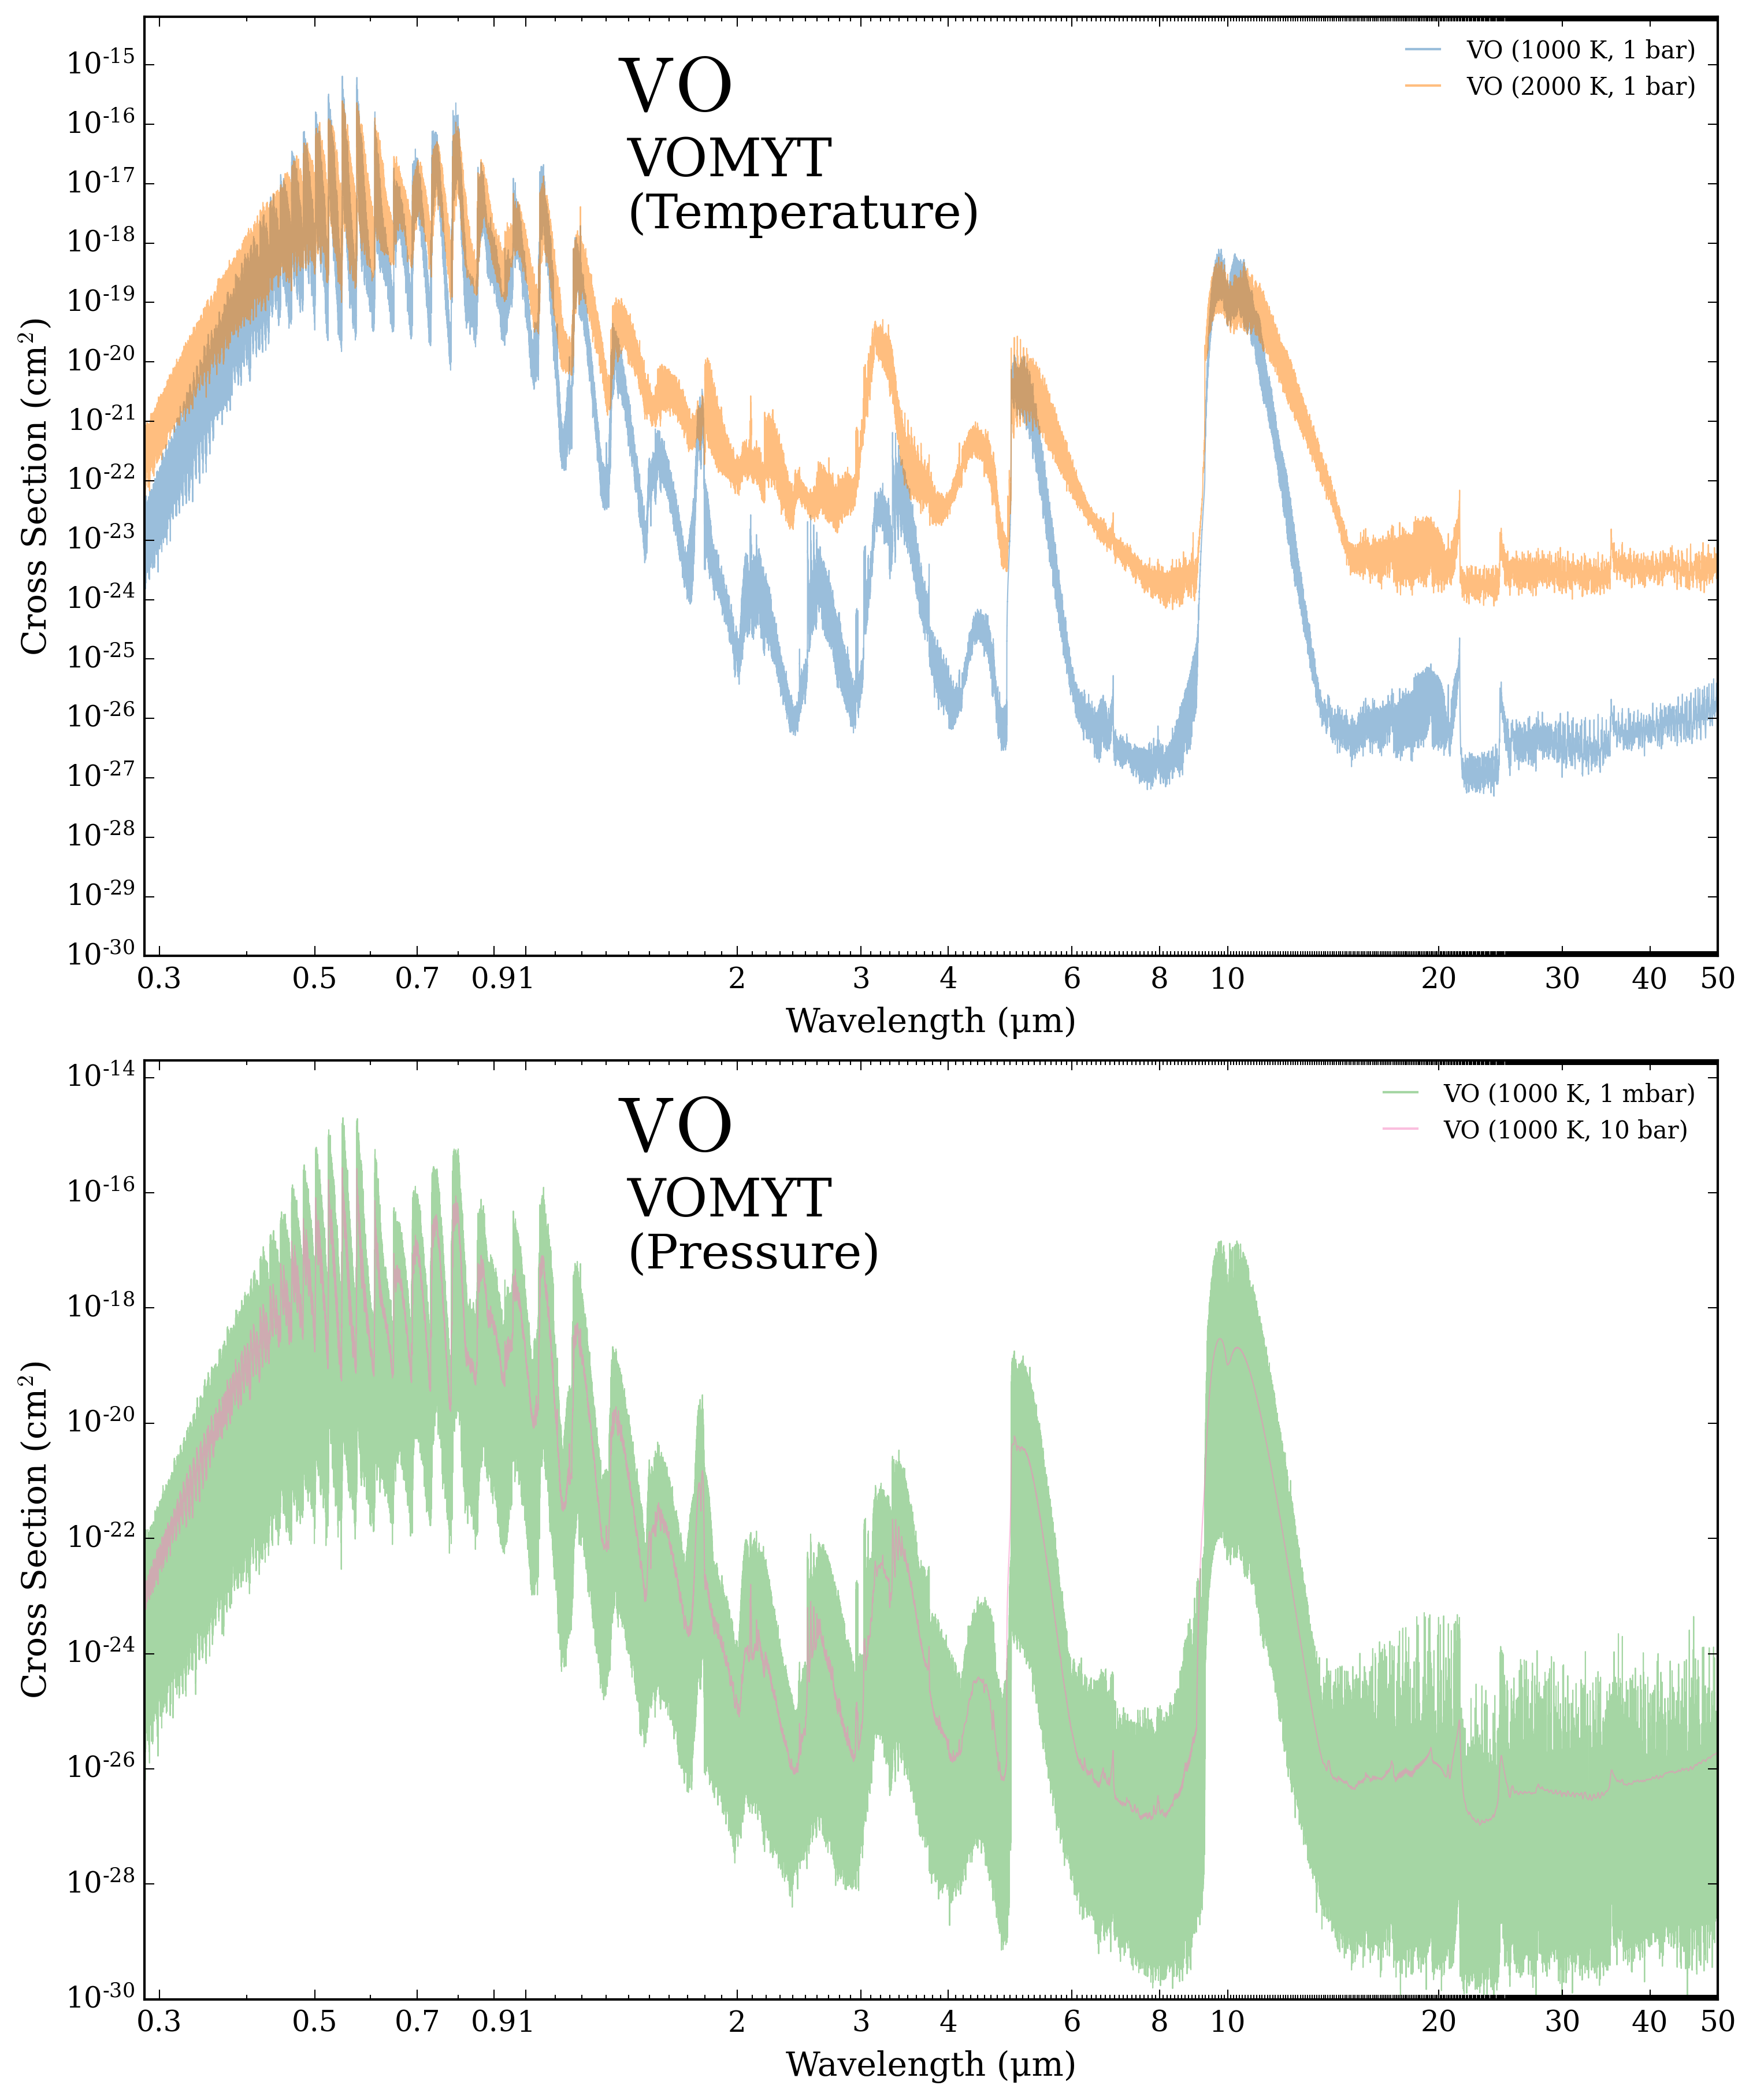 VO
VOMYT
(Temperature)
VO (1000 K, 1 bar)
VO (2000 K, 1 bar)
Cross Section (cm²)
10⁻¹⁵
10⁻¹⁶
10⁻¹⁷
10⁻¹⁸
10⁻¹⁹
10⁻²⁰
10⁻²¹
10⁻²²
10⁻²³
10⁻²⁴
10⁻²⁵
10⁻²⁶
10⁻²⁷
10⁻²⁸
10⁻²⁹
10⁻³⁰
0.3 0.5 0.7 0.9 1 2 3 4 6 8 10 20 30 40 50
Wavelength (μm)
VO
VOMYT
(Pressure)
VO (1000 K, 1 mbar)
VO (1000 K, 10 bar)
Cross Section (cm²)
10⁻¹⁴
10⁻¹⁶
10⁻¹⁸
10⁻²⁰
10⁻²²
10⁻²⁴
10⁻²⁶
10⁻²⁸
10⁻³⁰
0.3 0.5 0.7 0.9 1 2 3 4 6 8 10 20 30 40 50
Wavelength (μm)